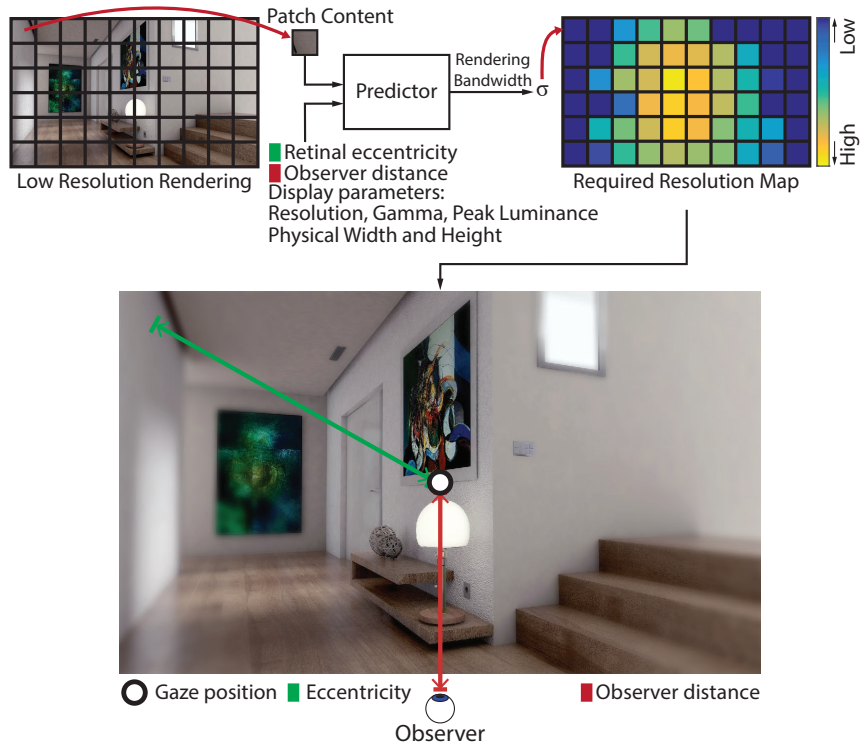 Patch Content
Predictor
Rendering
Bandwidth
σ
Low
High
Low Resolution Rendering
Retinal eccentricity
Observer distance
Display parameters:
Resolution, Gamma, Peak Luminance
Physical Width and Height
Required Resolution Map
Gaze position
Eccentricity
Observer distance
Observer